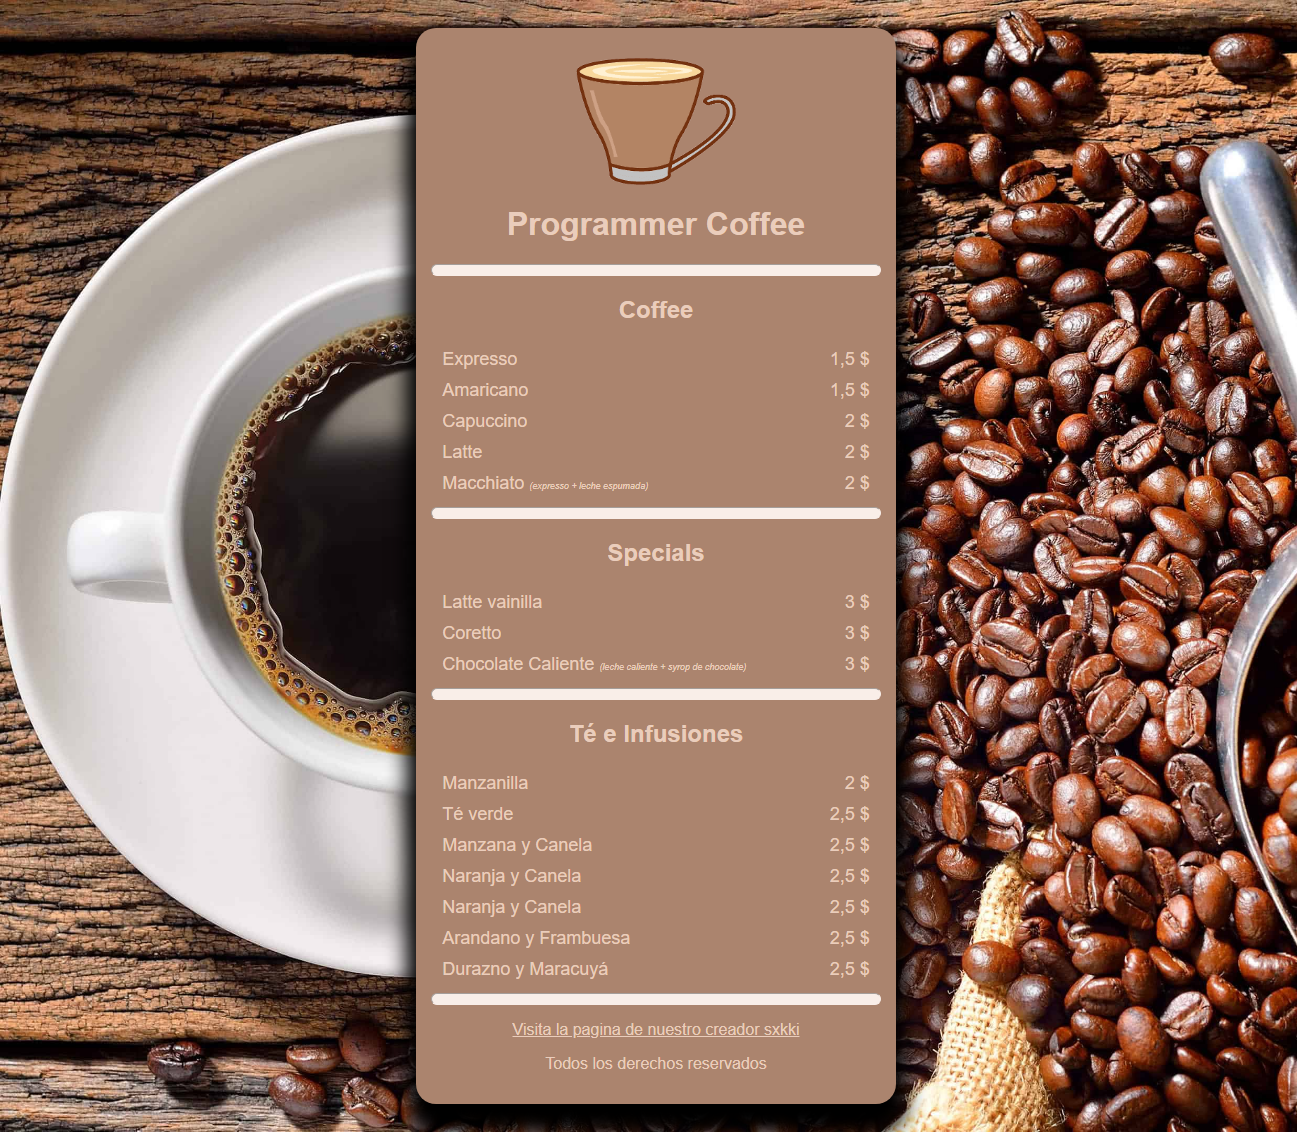 Programmer Coffee
Coffee
Expresso 1,5 $
Amaricano 1,5 $
Capuccino 2 $
Latte 2 $
Macchiato (expresso + leche espumada) 2 $
Specials
Latte vainilla 3 $
Coretto 3 $
Chocolate Caliente (leche caliente + syrop de chocolate) 3 $
Té e Infusiones
Manzanilla 2 $
Té verde 2,5 $
Manzana y Canela 2,5 $
Naranja y Canela 2,5 $
Naranja y Canela 2,5 $
Arandano y Frambuesa 2,5 $
Durazno y Maracuyá 2,5 $
Visita la pagina de nuestro creador sxkki
Todos los derechos reservados